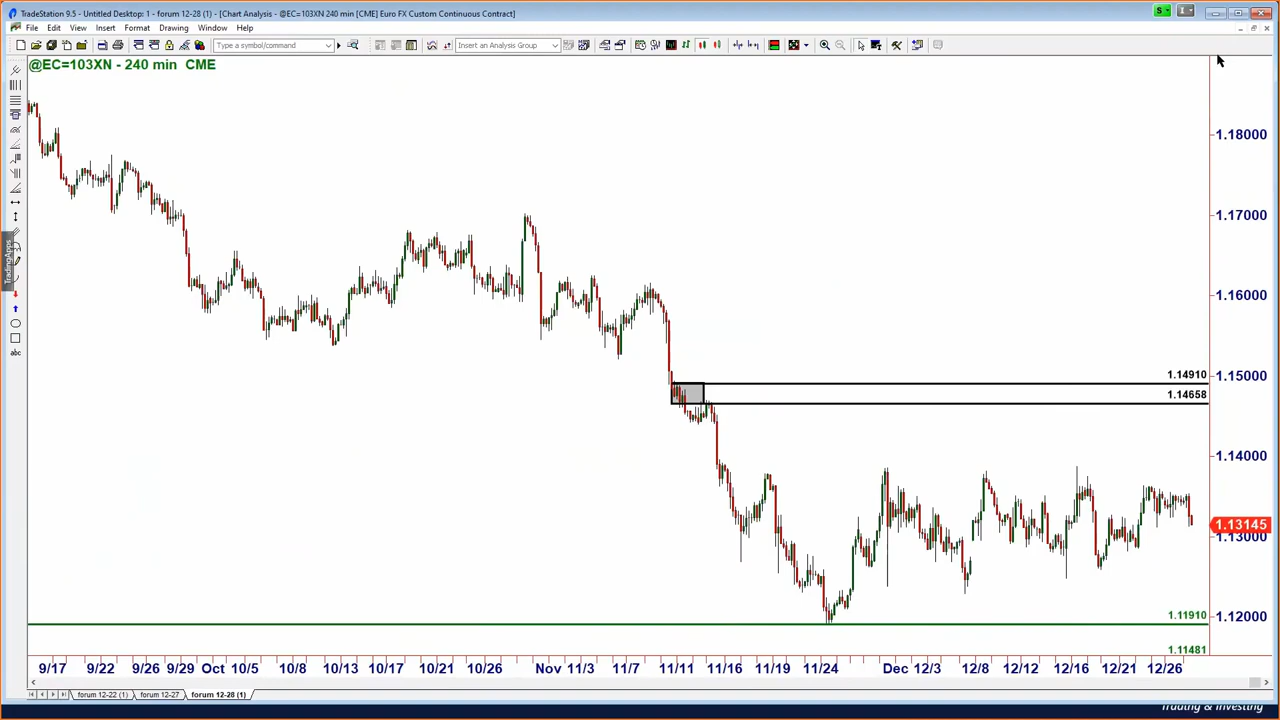 TradeStation 9.5 - Untitled Desktop: 1 - forum 12-28 (1) - [Chart Analysis - @EC=103XN 240 min [CME] Euro FX Custom Continuous Contract]
S
I
File Edit View Insert Format Drawing Window Help
Type a symbol/command
Insert an Analysis Group
@EC=103XN - 240 min CME
TradingApps
abc
1.18000
1.17000
1.16000
1.15000
1.14910
1.14658
1.14000
1.13145
1.13000
1.12000
1.11910
1.11481
9/17 9/22 9/26 9/29 Oct 10/5 10/8 10/13 10/17 10/21 10/26 Nov 11/3 11/7 11/11 11/16 11/19 11/24 Dec 12/3 12/8 12/12 12/16 12/21 12/26
forum 12-22 (1) forum 12-27 forum 12-28 (1)
Trading & Investing